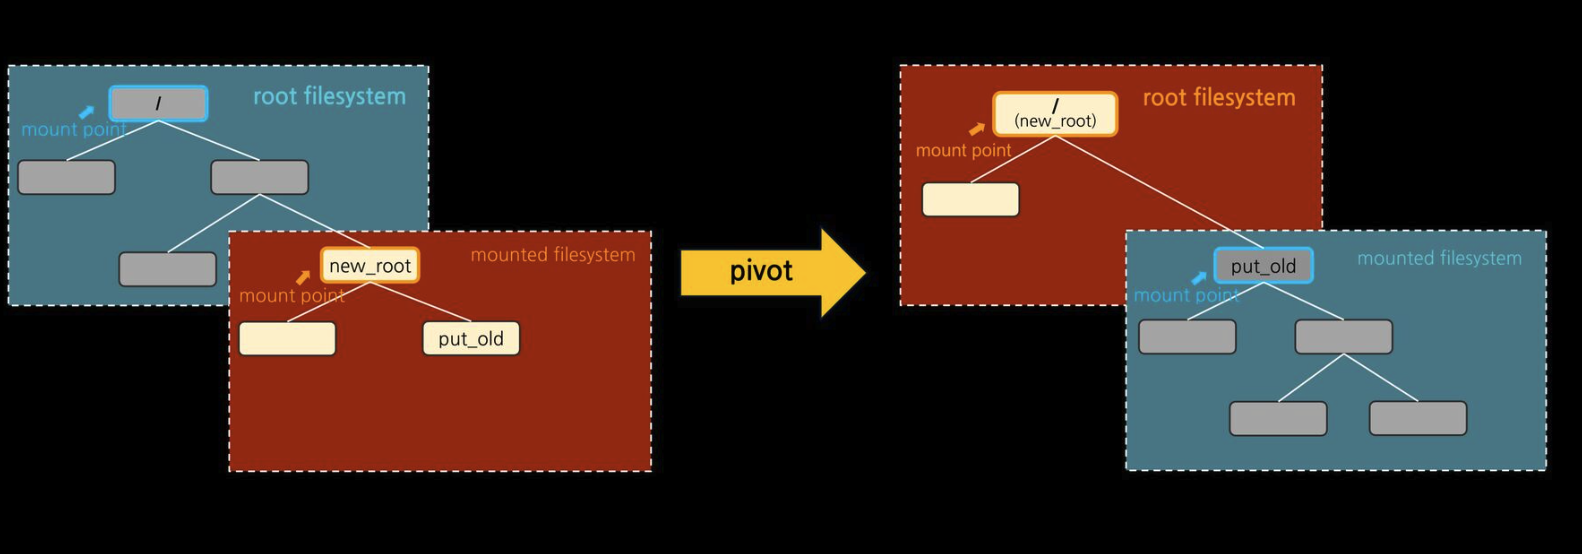 /
root filesystem
mount point
new_root
mounted filesystem
mount point
put_old
pivot
/
(new_root)
root filesystem
mount point
put_old
mounted filesystem
mount point